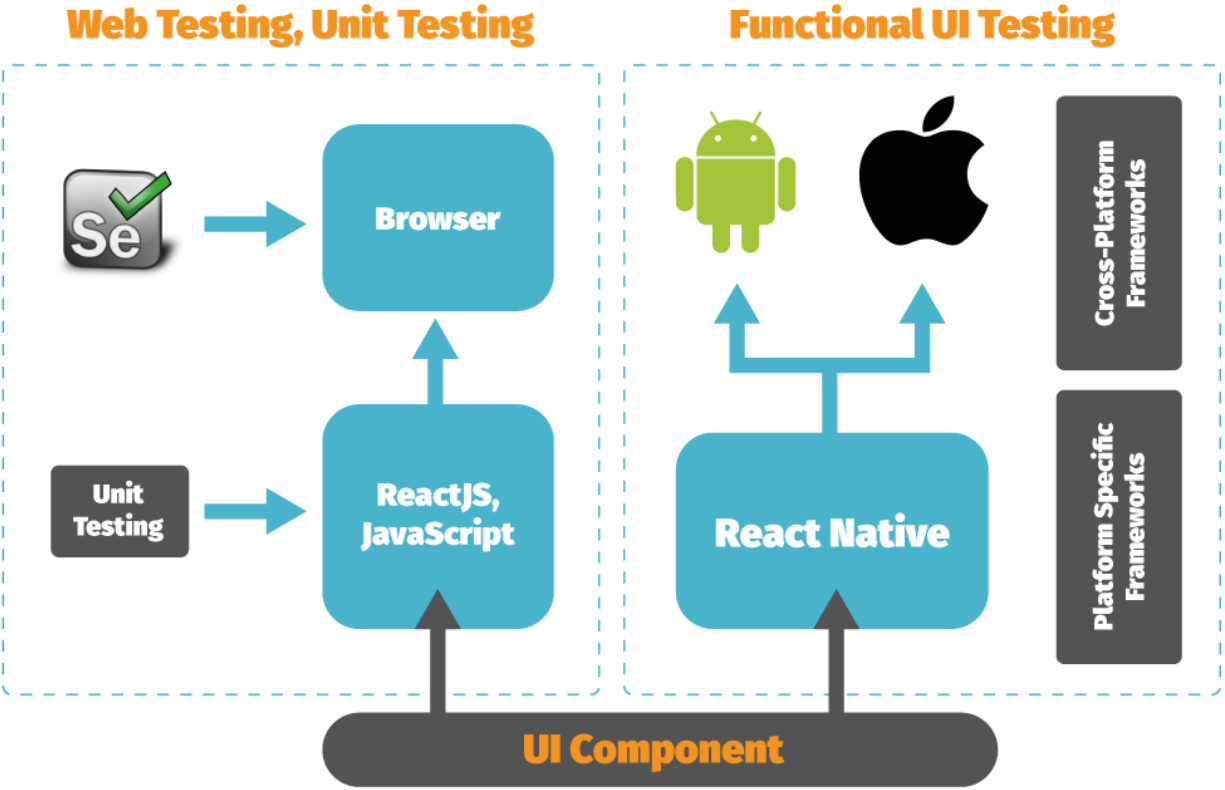 Web Testing, Unit Testing
Functional UI Testing
Se
Browser
Unit
Testing
ReactJS,
JavaScript
React Native
Cross-Platform
Frameworks
Platform Specific
Frameworks
UI Component